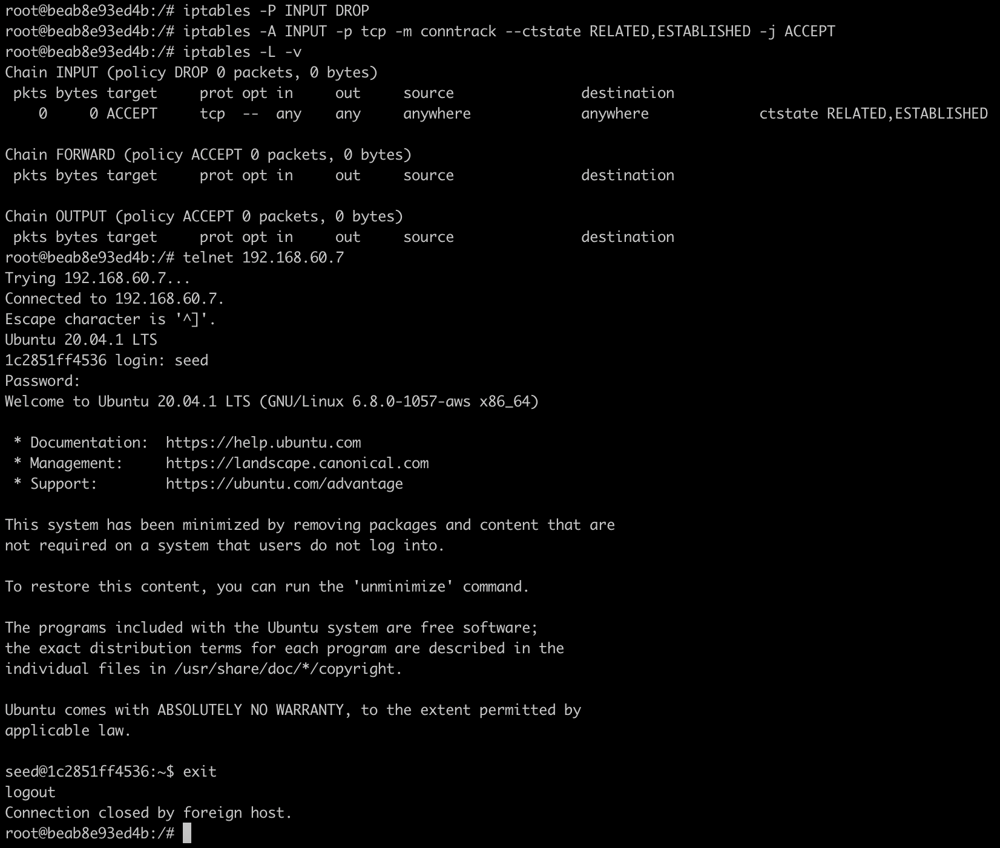 root@beab8e93ed4b:/# iptables -P INPUT DROP
root@beab8e93ed4b:/# iptables -A INPUT -p tcp -m conntrack --ctstate RELATED,ESTABLISHED -j ACCEPT
root@beab8e93ed4b:/# iptables -L -v
Chain INPUT (policy DROP 0 packets, 0 bytes)
 pkts bytes target     prot opt in     out     source               destination
    0     0 ACCEPT     tcp  --  any    any     anywhere             anywhere             ctstate RELATED,ESTABLISHED

Chain FORWARD (policy ACCEPT 0 packets, 0 bytes)
 pkts bytes target     prot opt in     out     source               destination

Chain OUTPUT (policy ACCEPT 0 packets, 0 bytes)
 pkts bytes target     prot opt in     out     source               destination
root@beab8e93ed4b:/# telnet 192.168.60.7
Trying 192.168.60.7...
Connected to 192.168.60.7.
Escape character is '^]'.
Ubuntu 20.04.1 LTS
1c2851ff4536 login: seed
Password:
Welcome to Ubuntu 20.04.1 LTS (GNU/Linux 6.8.0-1057-aws x86_64)

 * Documentation:  https://help.ubuntu.com
 * Management:     https://landscape.canonical.com
 * Support:        https://ubuntu.com/advantage

This system has been minimized by removing packages and content that are
not required on a system that users do not log into.

To restore this content, you can run the 'unminimize' command.

The programs included with the Ubuntu system are free software;
the exact distribution terms for each program are described in the
individual files in /usr/share/doc/*/copyright.

Ubuntu comes with ABSOLUTELY NO WARRANTY, to the extent permitted by
applicable law.

seed@1c2851ff4536:~$ exit
logout
Connection closed by foreign host.
root@beab8e93ed4b:/#